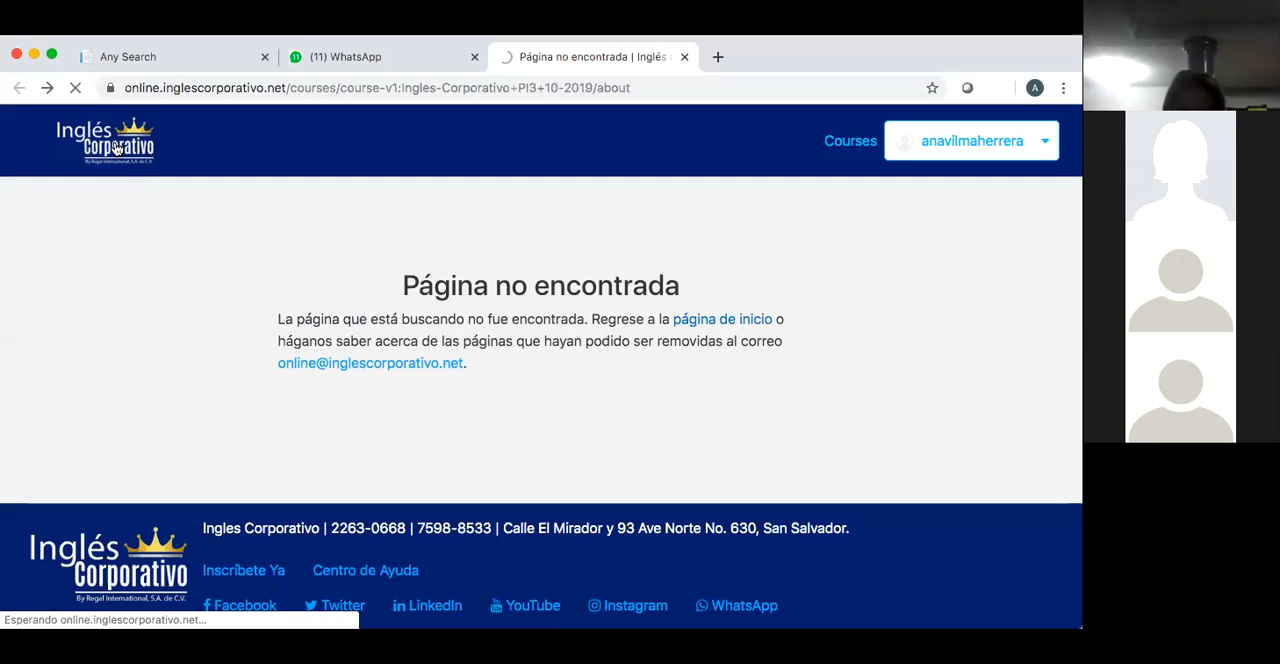 Any Search
(11) WhatsApp
Página no encontrada | Inglés
online.inglescorporativo.net/courses/course-v1:Ingles-Corporativo+PI3+10-2019/about
A
Inglés
Corporativo
By Regal International, S.A. de C.V.
Courses
anavilmaherrera
Página no encontrada
La página que está buscando no fue encontrada. Regrese a la página de inicio o
háganos saber acerca de las páginas que hayan podido ser removidas al correo
online@inglescorporativo.net.
Inglés
Corporativo
By Regal International, S.A. de C.V.
Ingles Corporativo | 2263-0668 | 7598-8533 | Calle El Mirador y 93 Ave Norte No. 630, San Salvador.
Inscríbete Ya
Centro de Ayuda
Facebook
Twitter
LinkedIn
YouTube
Instagram
WhatsApp
Esperando online.inglescorporativo.net...